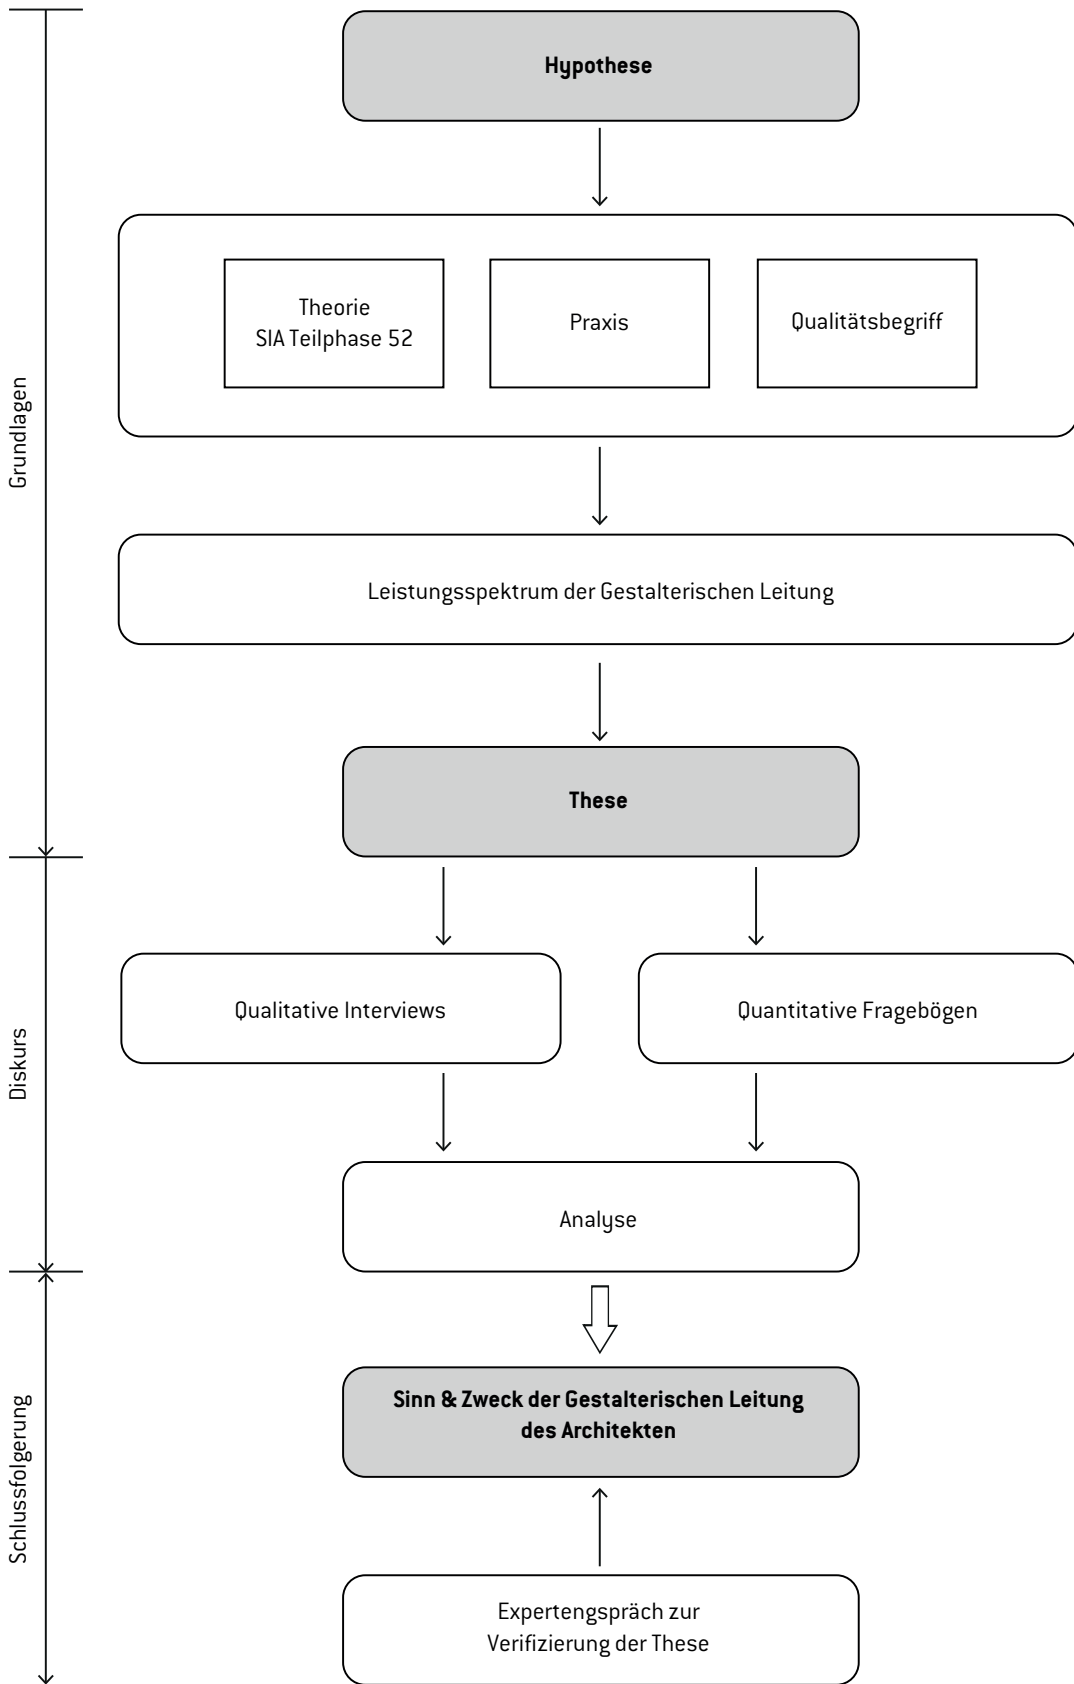 Hypothese
Theorie
SIA Teilphase 52
Praxis
Qualitätsbegriff
Grundlagen
Leistungsspektrum der Gestalterischen Leitung
These
Qualitative Interviews
Quantitative Fragebögen
Diskurs
Analyse
Sinn & Zweck der Gestalterischen Leitung
des Architekten
Schlussfolgerung
Expertengspräch zur
Verifizierung der These